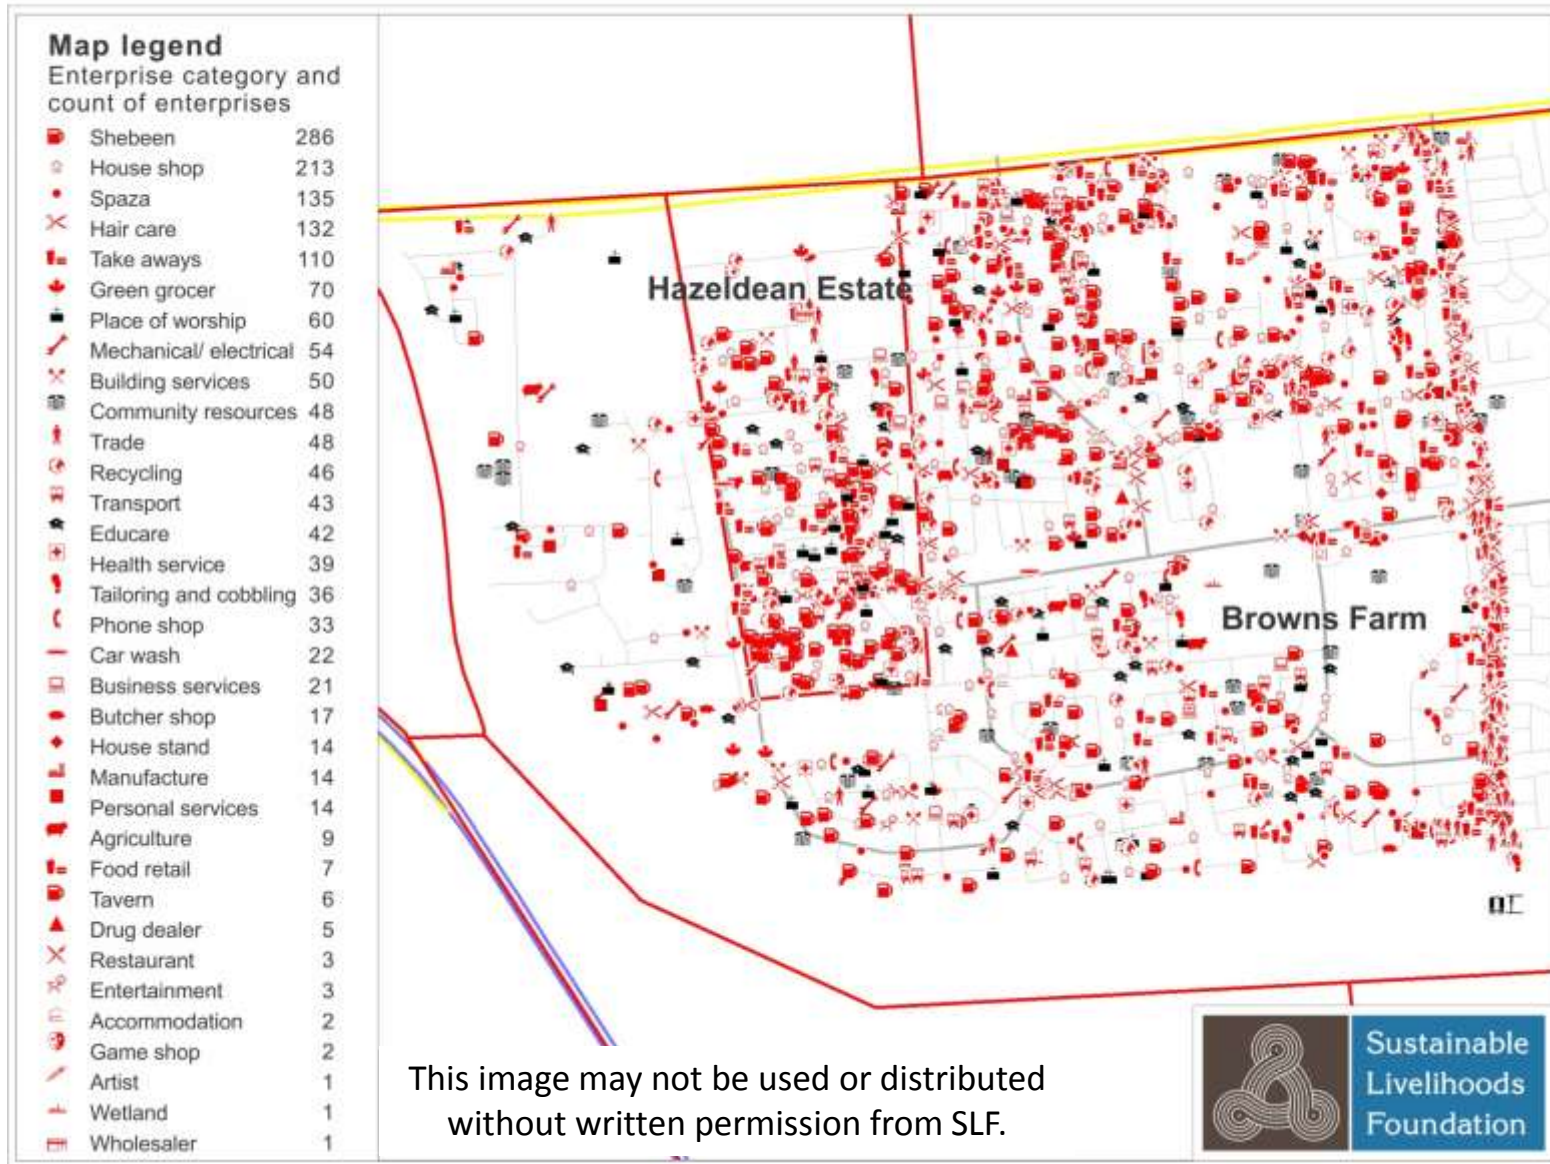 Map legend
Enterprise category and
count of enterprises
Shebeen 286
House shop 213
Spaza 135
Hair care 132
Take aways 110
Green grocer 70
Place of worship 60
Mechanical/ electrical 54
Building services 50
Community resources 48
Trade 48
Recycling 46
Transport 43
Educare 42
Health service 39
Tailoring and cobbling 36
Phone shop 33
Car wash 22
Business services 21
Butcher shop 17
House stand 14
Manufacture 14
Personal services 14
Agriculture 9
Food retail 7
Tavern 6
Drug dealer 5
Restaurant 3
Entertainment 3
Accommodation 2
Game shop 2
Artist 1
Wetland 1
Wholesaler 1
Hazeldean Estate
Browns Farm
This image may not be used or distributed
without written permission from SLF.
Sustainable
Livelihoods
Foundation